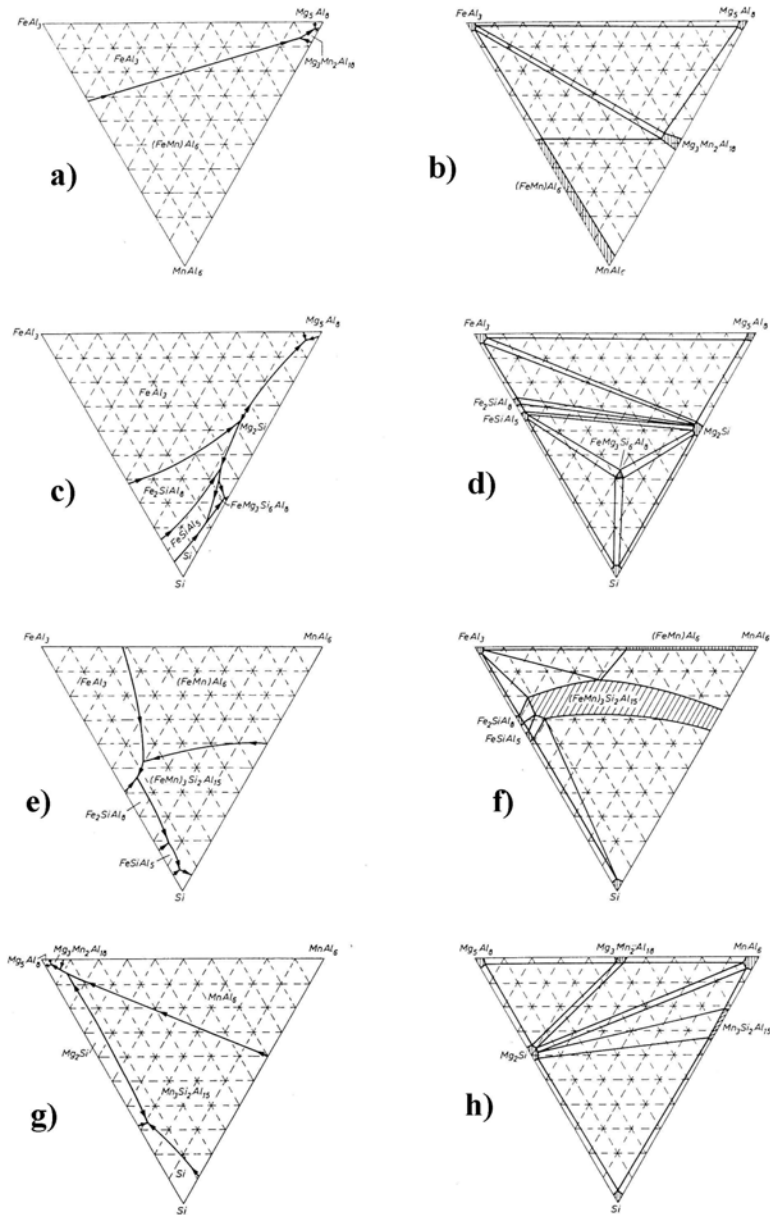 FeAl₃
Mg₅Al₈
FeAl₃
Mg₃Mn₂Al₁₈
(FeMn)Al₆
a)
MnAl₆
FeAl₃
Mg₅Al₈
Mg₃Mn₂Al₁₈
(FeMn)Al₆
b)
MnAl₆
FeAl₃
Mg₅Al₈
FeAl₃
Mg₂Si
Fe₂SiAl₈
c)
FeMg₃Si₆Al₈
FeSiAl₅
Si
Si
FeAl₃
Mg₅Al₈
Fe₂SiAl₈
FeSiAl₅
Mg₂Si
FeMg₃Si₆Al₈
d)
Si
FeAl₃
MnAl₆
FeAl₃
(FeMn)Al₆
(FeMn)₃Si₂Al₁₅
e)
Fe₂SiAl₈
FeSiAl₅
Si
FeAl₃
(FeMn)Al₆
MnAl₆
(FeMn)₃Si₂Al₁₅
Fe₂SiAl₈
FeSiAl₅
f)
Si
Mg₅Al₈
Mg₃Mn₂Al₁₈
MnAl₆
MnAl₆
Mg₂Si
Mn₃Si₂Al₁₅
g)
Si
Si
Mg₅Al₈
Mg₃Mn₂Al₁₈
MnAl₆
Mn₃Si₂Al₁₅
Mg₂Si
h)
Si